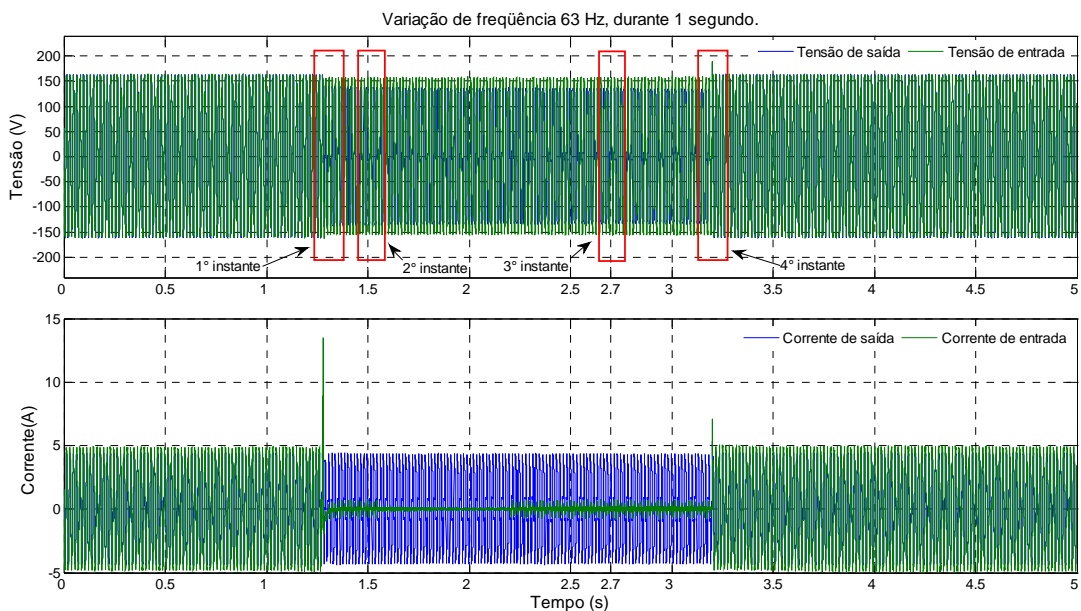 Variação de freqüência 63 Hz, durante 1 segundo.
Tensão de saída
Tensão de entrada
Tensão (V)
200
150
100
50
0
-50
-100
-150
-200
1° instante
2° instante
3° instante
4° instante
0 0.5 1 1.5 2 2.5 2.7 3 3.5 4 4.5 5
Corrente de saída
Corrente de entrada
Corrente(A)
15
10
5
0
-5
0 0.5 1 1.5 2 2.5 2.7 3 3.5 4 4.5 5
Tempo (s)